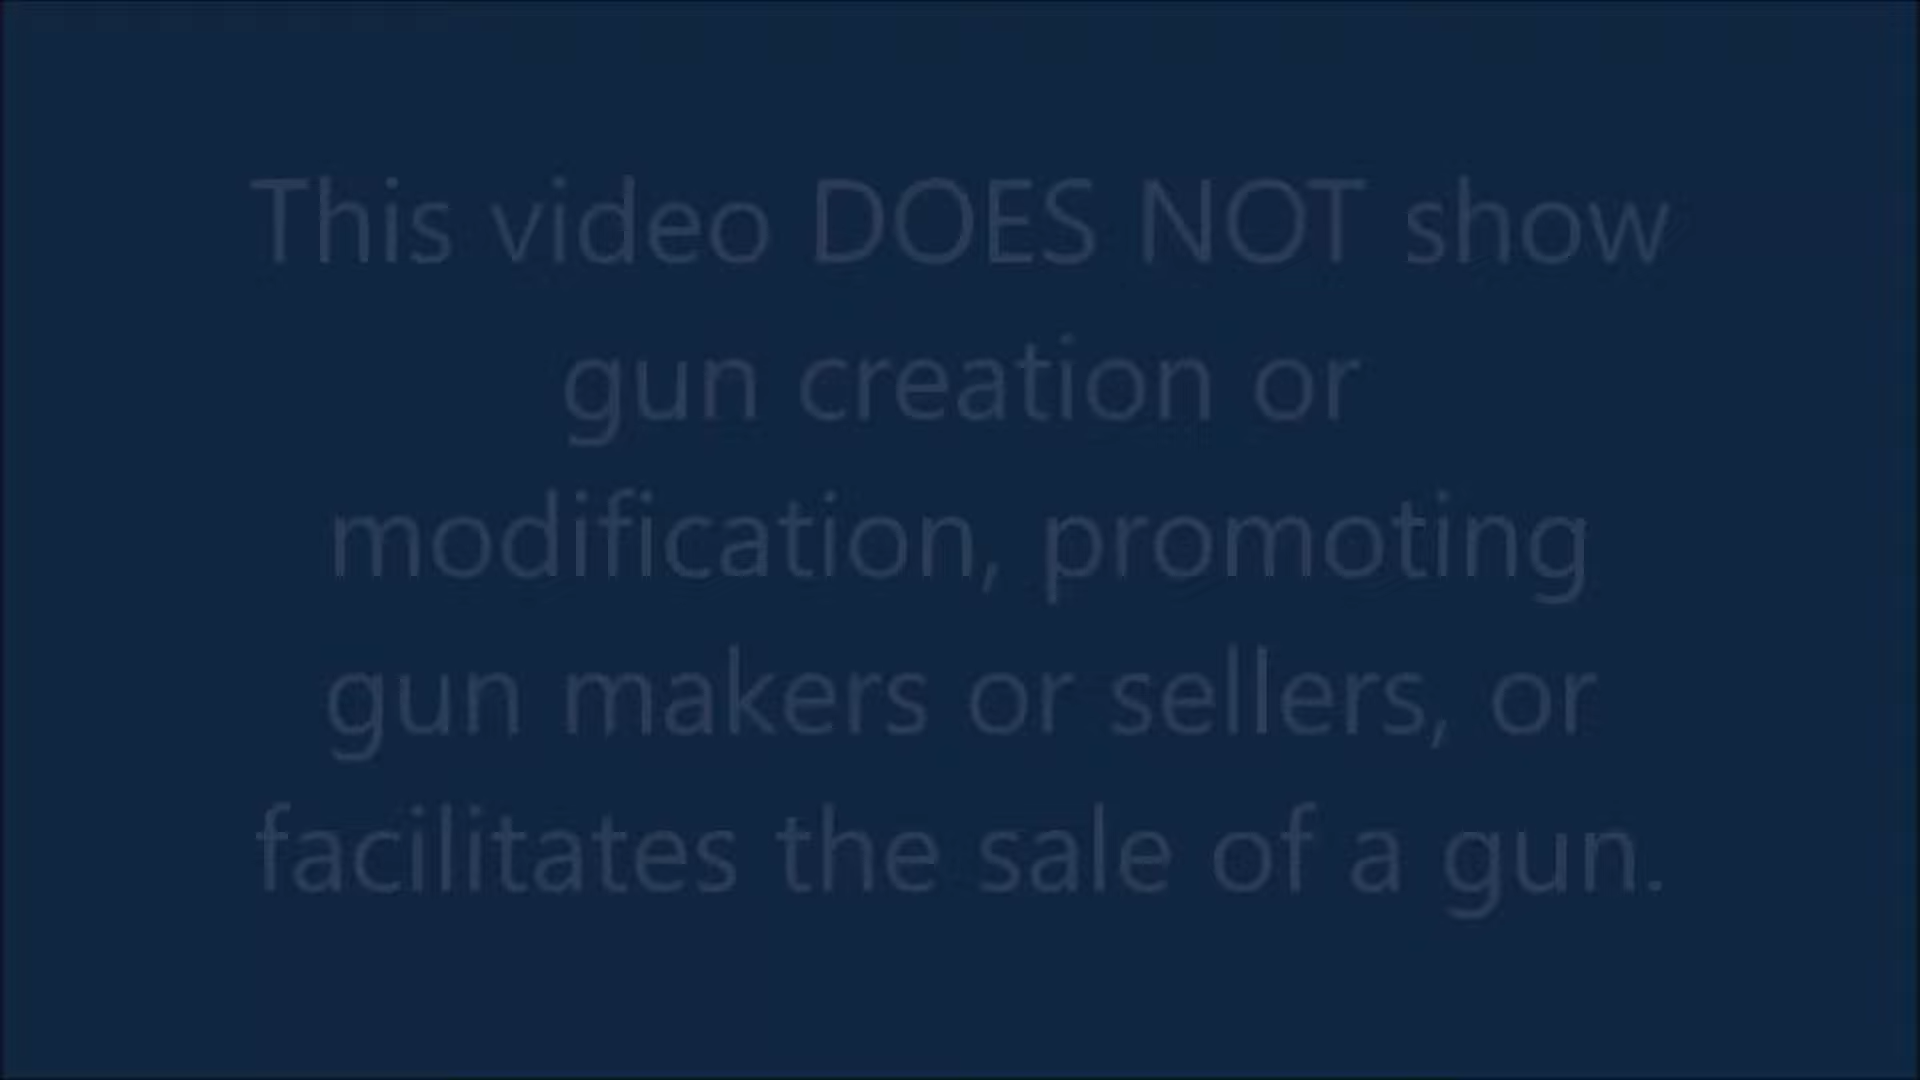 This video DOES NOT show
gun creation or
modification, promoting
gun makers or sellers, or
facilitates the sale of a gun.